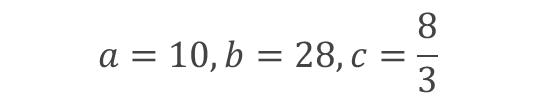 a = 10, b = 28, c = 8/3